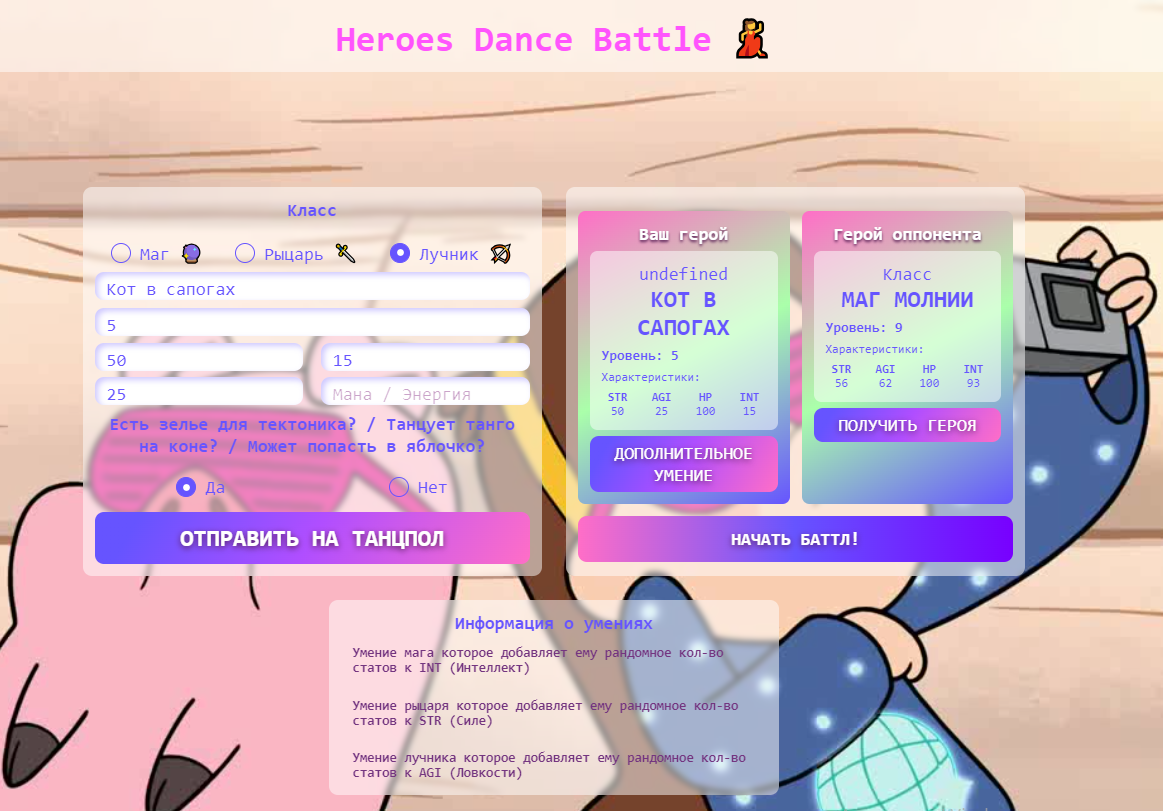 Heroes Dance Battle
Класс
Маг
Рыцарь
Лучник
Кот в сапогах
5
50
15
25
Мана / Энергия
Есть зелье для тектоника? / Танцует танго
на коне? / Может попасть в яблочко?
Да
Нет
ОТПРАВИТЬ НА ТАНЦПОЛ
Ваш герой
undefined
КОТ В
САПОГАХ
Уровень: 5
Характеристики:
STR AGI HP INT
50 25 100 15
ДОПОЛНИТЕЛЬНОЕ
УМЕНИЕ
Герой оппонента
Класс
МАГ МОЛНИИ
Уровень: 9
Характеристики:
STR AGI HP INT
56 62 100 93
ПОЛУЧИТЬ ГЕРОЯ
НАЧАТЬ БАТТЛ!
Информация о умениях
Умение мага которое добавляет ему рандомное кол-во
статов к INT (Интеллект)
Умение рыцаря которое добавляет ему рандомное кол-во
статов к STR (Силе)
Умение лучника которое добавляет ему рандомное кол-во
статов к AGI (Ловкости)